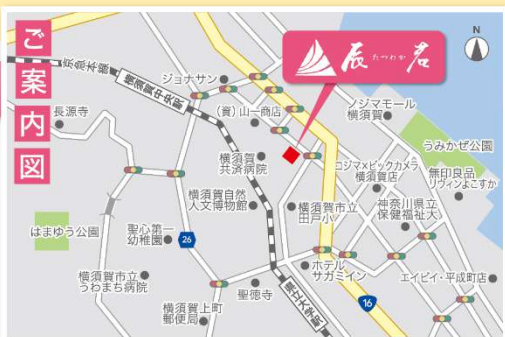 ご案内図
N
辰君
たつわか
京急本線
横須賀中央駅
ジョナサン
長源寺
(資)山一商店
ノジマモール
横須賀
うみかぜ公園
横須賀
共済病院
コジマ×ビックカメラ
横須賀店
無印良品
リヴィンよこすか
横須賀自然
人文博物館
横須賀市立
田戸小
神奈川県立
保健福祉大
はまゆう公園
聖心第一
幼稚園
26
ホテル
サガミイン
横須賀市立
うわまち病院
聖徳寺
県立大学駅
エイビイ・平成町店
横須賀上町
郵便局
16